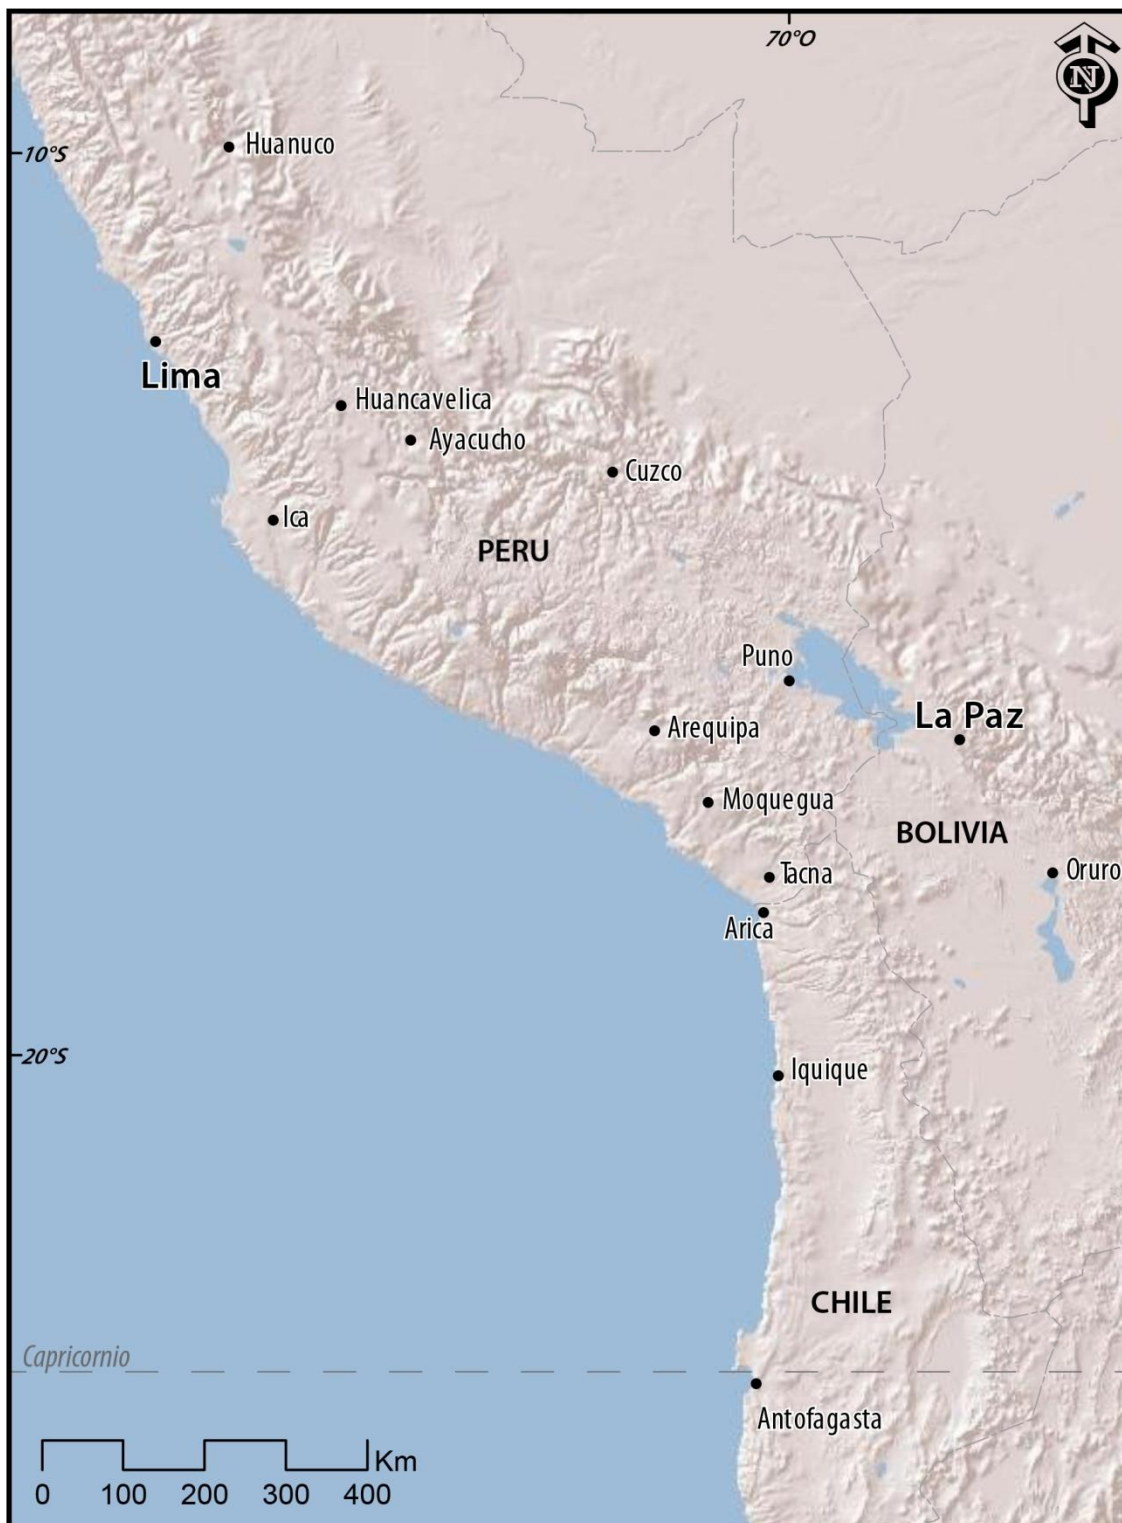 70°O
N
Huanuco
10°S
Lima
Huancavelica
Ayacucho
Cuzco
Ica
PERU
Puno
La Paz
Arequipa
Moquegua
BOLIVIA
Tacna
Oruro
Arica
20°S
Iquique
CHILE
Capricornio
Antofagasta
Km
0 100 200 300 400